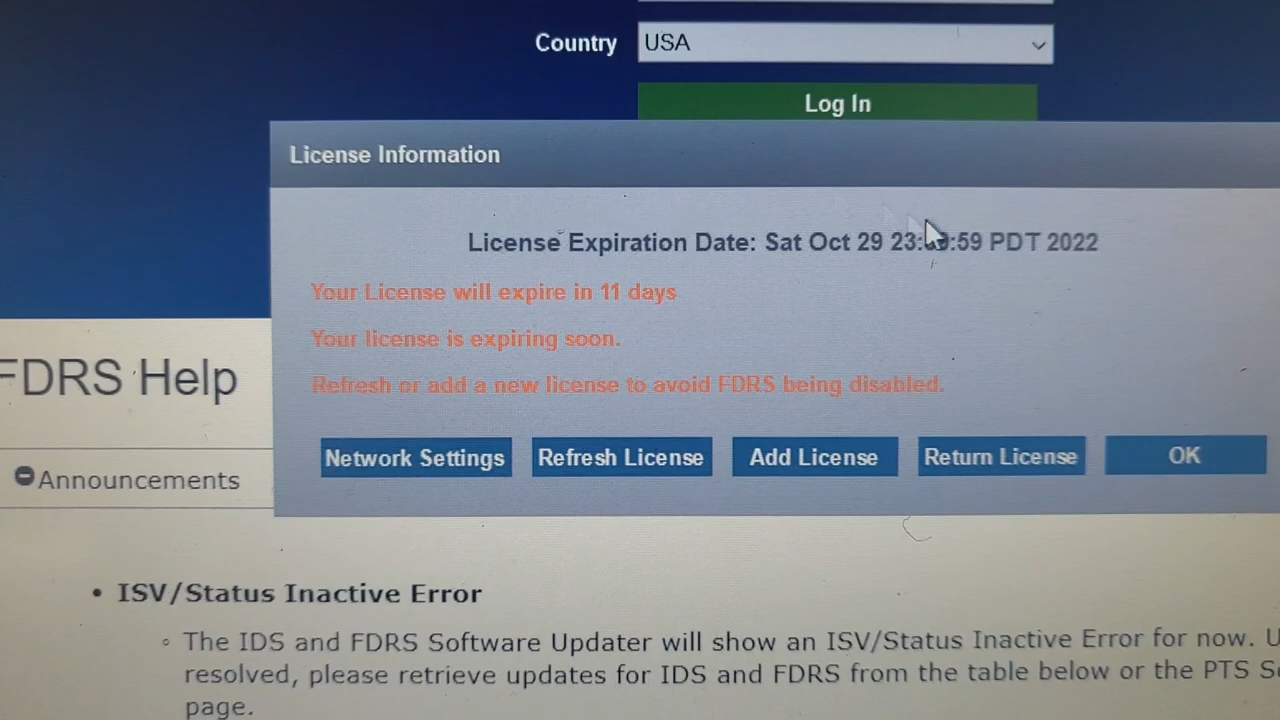 Country USA
Log In
License Information
License Expiration Date: Sat Oct 29 PDT 2022
Your License will expire in 11 days
Your license is expiring soon.
Refresh or add a new license to avoid FDRS being disabled.
Network Settings Refresh License Add License Return License OK
FDRS Help
Announcements
• ISV/Status Inactive Error
◦ The IDS and FDRS Software Updater will show an ISV/Status Inactive Error for now.
resolved, please retrieve updates for IDS and FDRS from the table below or the PTS
page.